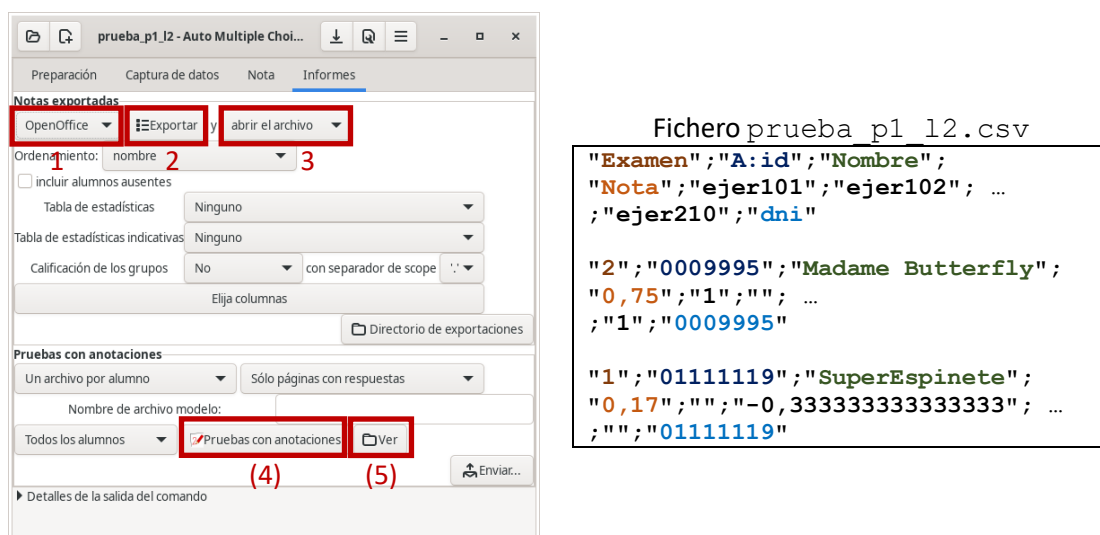 prueba_p1_l2 - Auto Multiple Choi...
Preparación Captura de datos Nota Informes
Notas exportadas
OpenOffice Exportar y abrir el archivo
1 2 3
Ordenamiento: nombre
incluir alumnos ausentes
Tabla de estadísticas Ninguno
Tabla de estadísticas indicativas Ninguno
Calificación de los grupos No con separador de scope '.'
Elija columnas
Directorio de exportaciones
Pruebas con anotaciones
Un archivo por alumno Sólo páginas con respuestas
Nombre de archivo modelo:
Todos los alumnos Pruebas con anotaciones Ver
(4) (5)
Enviar...
Detalles de la salida del comando
Fichero prueba_p1_l2.csv
"Examen";"A:id";"Nombre";
"Nota";"ejer101";"ejer102"; …
;"ejer210";"dni"
"2";"0009995";"Madame Butterfly";
"0,75";"1";""; …
;"1";"0009995"
"1";"01111119";"SuperEspinete";
"0,17";"";"-0,333333333333333"; …
;"";"01111119"